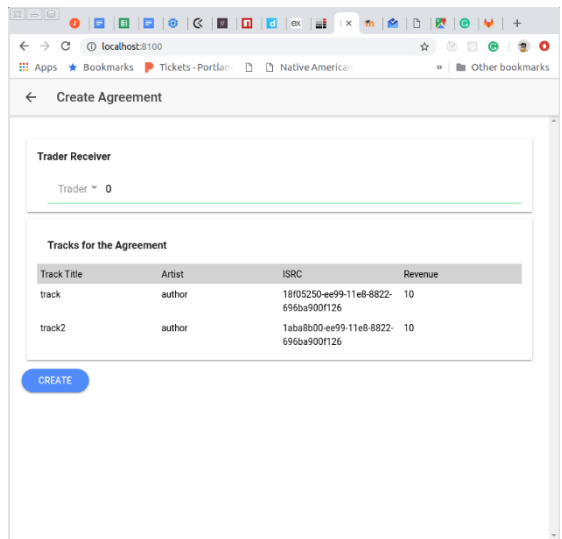 ex
localhost:8100
Apps Bookmarks Tickets-Portlan Native American » Other bookmarks
Create Agreement
Trader Receiver
Trader 0
Tracks for the Agreement
Track Title Artist ISRC Revenue
track author 18f05250-ee99-11e8-8822- 10
696ba900f126
track2 author 1aba8b00-ee99-11e8-8822- 10
696ba900f126
CREATE